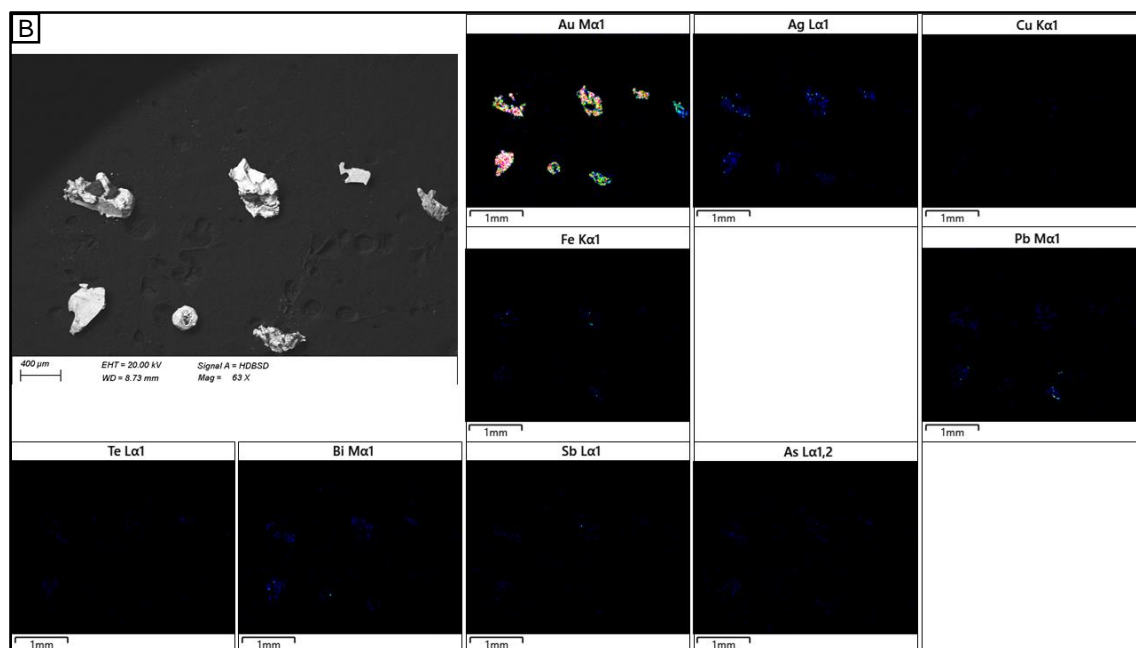 B
Au Mα1
Ag Lα1
Cu Kα1
1mm
1mm
400 µm
EHT = 20.00 kV
Signal A = HDBSD
WD = 8.73 mm
Mag = 63 X
Fe Kα1
Pb Mα1
1mm
1mm
Te Lα1
Bi Mα1
Sb Lα1
As Lα1,2
1mm
1mm
1mm
1mm